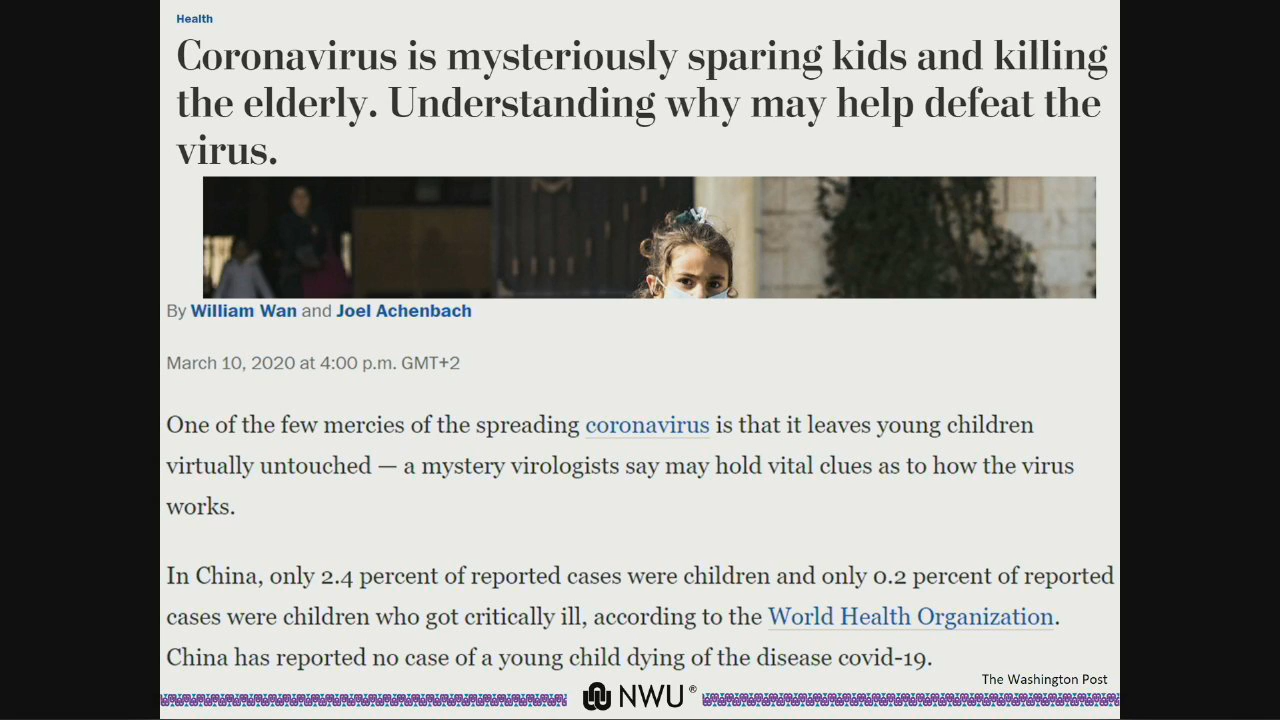 Health
Coronavirus is mysteriously sparing kids and killing
the elderly. Understanding why may help defeat the
virus.
By William Wan and Joel Achenbach
March 10, 2020 at 4:00 p.m. GMT+2
One of the few mercies of the spreading coronavirus is that it leaves young children
virtually untouched — a mystery virologists say may hold vital clues as to how the virus
works.
In China, only 2.4 percent of reported cases were children and only 0.2 percent of reported
cases were children who got critically ill, according to the World Health Organization.
China has reported no case of a young child dying of the disease covid-19.
The Washington Post
NWU®